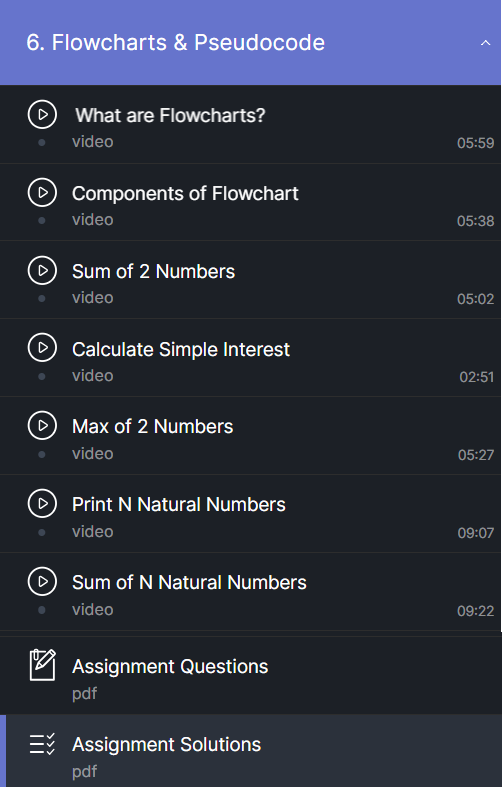 6. Flowcharts & Pseudocode
What are Flowcharts?
video
05:59
Components of Flowchart
video
05:38
Sum of 2 Numbers
video
05:02
Calculate Simple Interest
video
02:51
Max of 2 Numbers
video
05:27
Print N Natural Numbers
video
09:07
Sum of N Natural Numbers
video
09:22
Assignment Questions
pdf
Assignment Solutions
pdf